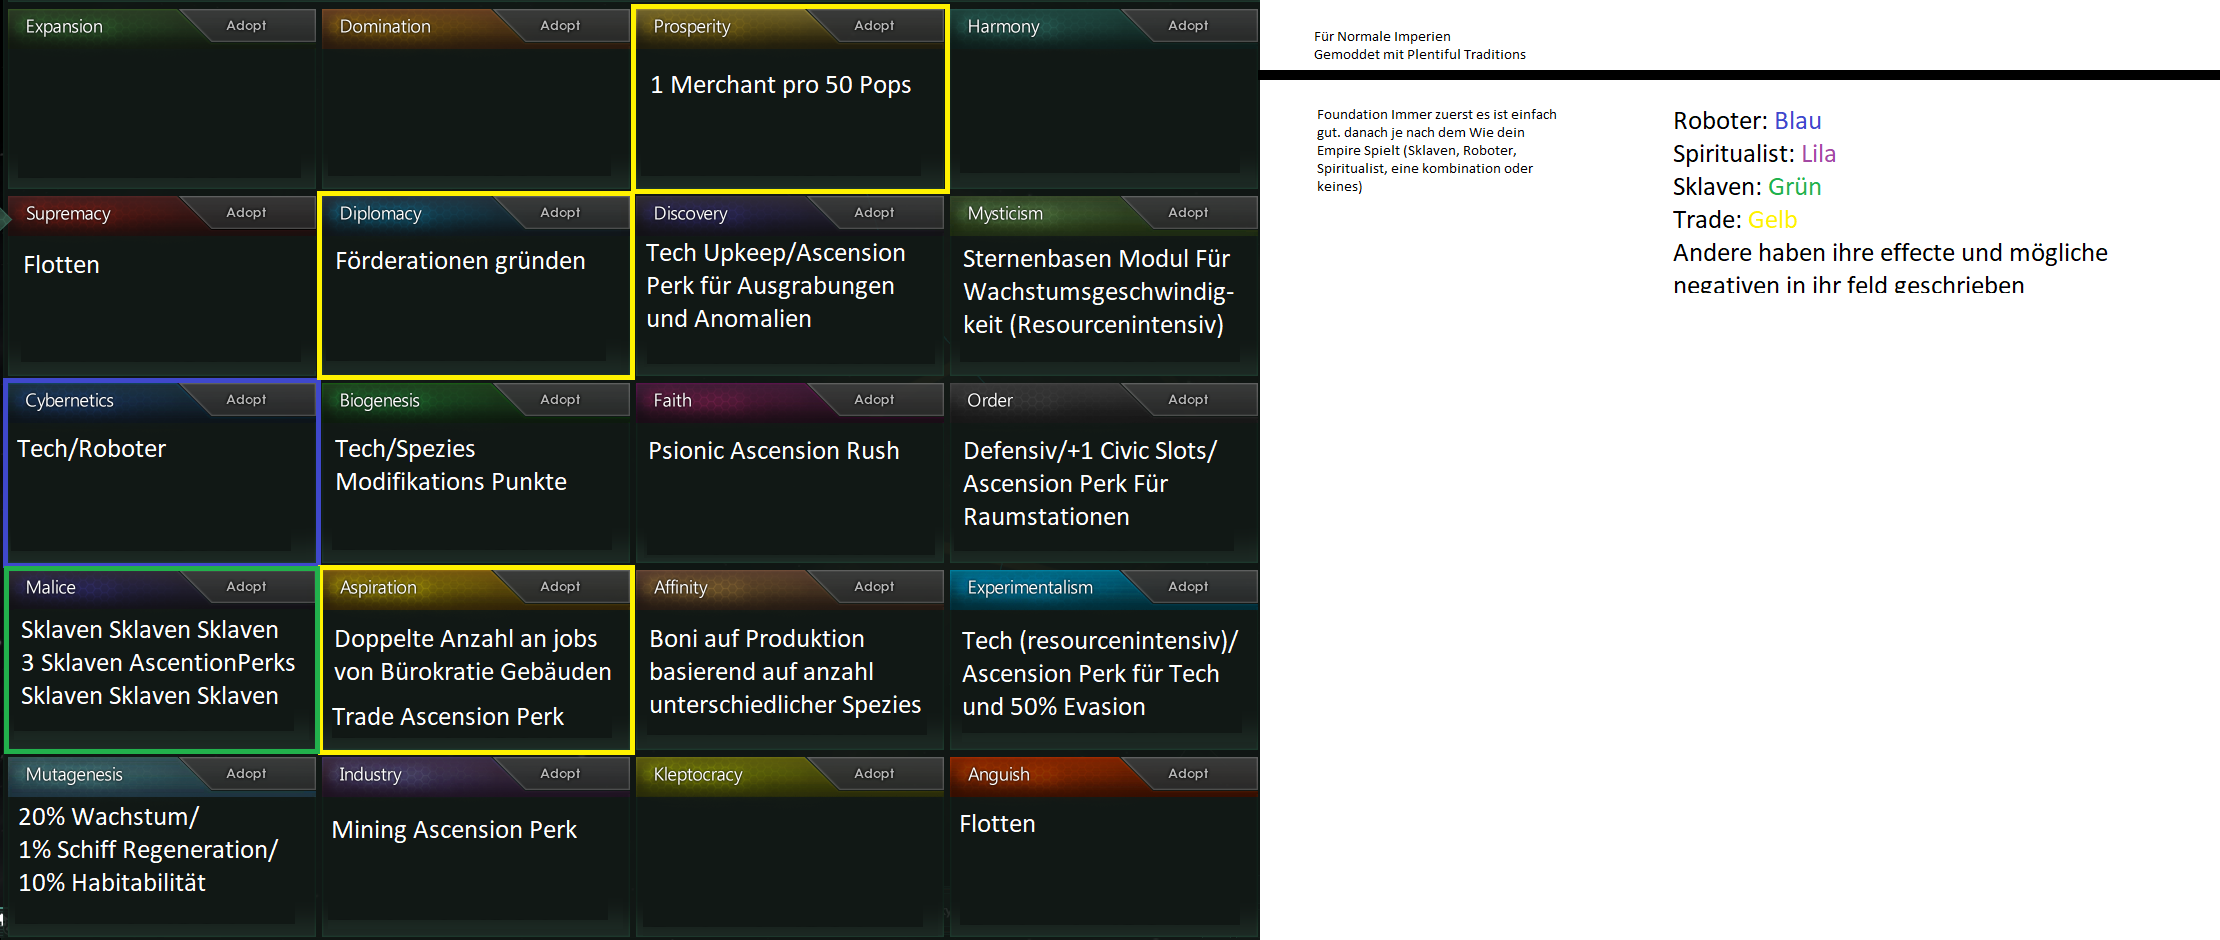 Expansion Adopt
Domination Adopt
Prosperity Adopt
1 Merchant pro 50 Pops
Harmony Adopt
Supremacy Adopt
Flotten
Diplomacy Adopt
Förderationen gründen
Discovery Adopt
Tech Upkeep/Ascension
Perk für Ausgrabungen
und Anomalien
Mysticism Adopt
Sternenbasen Modul Für
Wachstumsgeschwindig-
keit (Resourcenintensiv)
Cybernetics Adopt
Tech/Roboter
Biogenesis Adopt
Tech/Spezies
Modifikations Punkte
Faith Adopt
Psionic Ascension Rush
Order Adopt
Defensiv/+1 Civic Slots/
Ascension Perk Für
Raumstationen
Malice Adopt
Sklaven Sklaven Sklaven
3 Sklaven AscentionPerks
Sklaven Sklaven Sklaven
Aspiration Adopt
Doppelte Anzahl an jobs
von Bürokratie Gebäuden
Trade Ascension Perk
Affinity Adopt
Boni auf Produktion
basierend auf anzahl
unterschiedlicher Spezies
Experimentalism Adopt
Tech (resourcenintensiv)/
Ascension Perk für Tech
und 50% Evasion
Mutagenesis Adopt
20% Wachstum/
1% Schiff Regeneration/
10% Habitabilität
Industry Adopt
Mining Ascension Perk
Kleptocracy Adopt
Anguish Adopt
Flotten
Für Normale Imperien
Gemoddet mit Plentiful Traditions
Foundation Immer zuerst es ist einfach
gut. danach je nach dem Wie dein
Empire Spielt (Sklaven, Roboter,
Spiritualist, eine kombination oder
keines)
Roboter: Blau
Spiritualist: Lila
Sklaven: Grün
Trade: Gelb
Andere haben ihre effecte und mögliche
negativen in ihr feld geschrieben